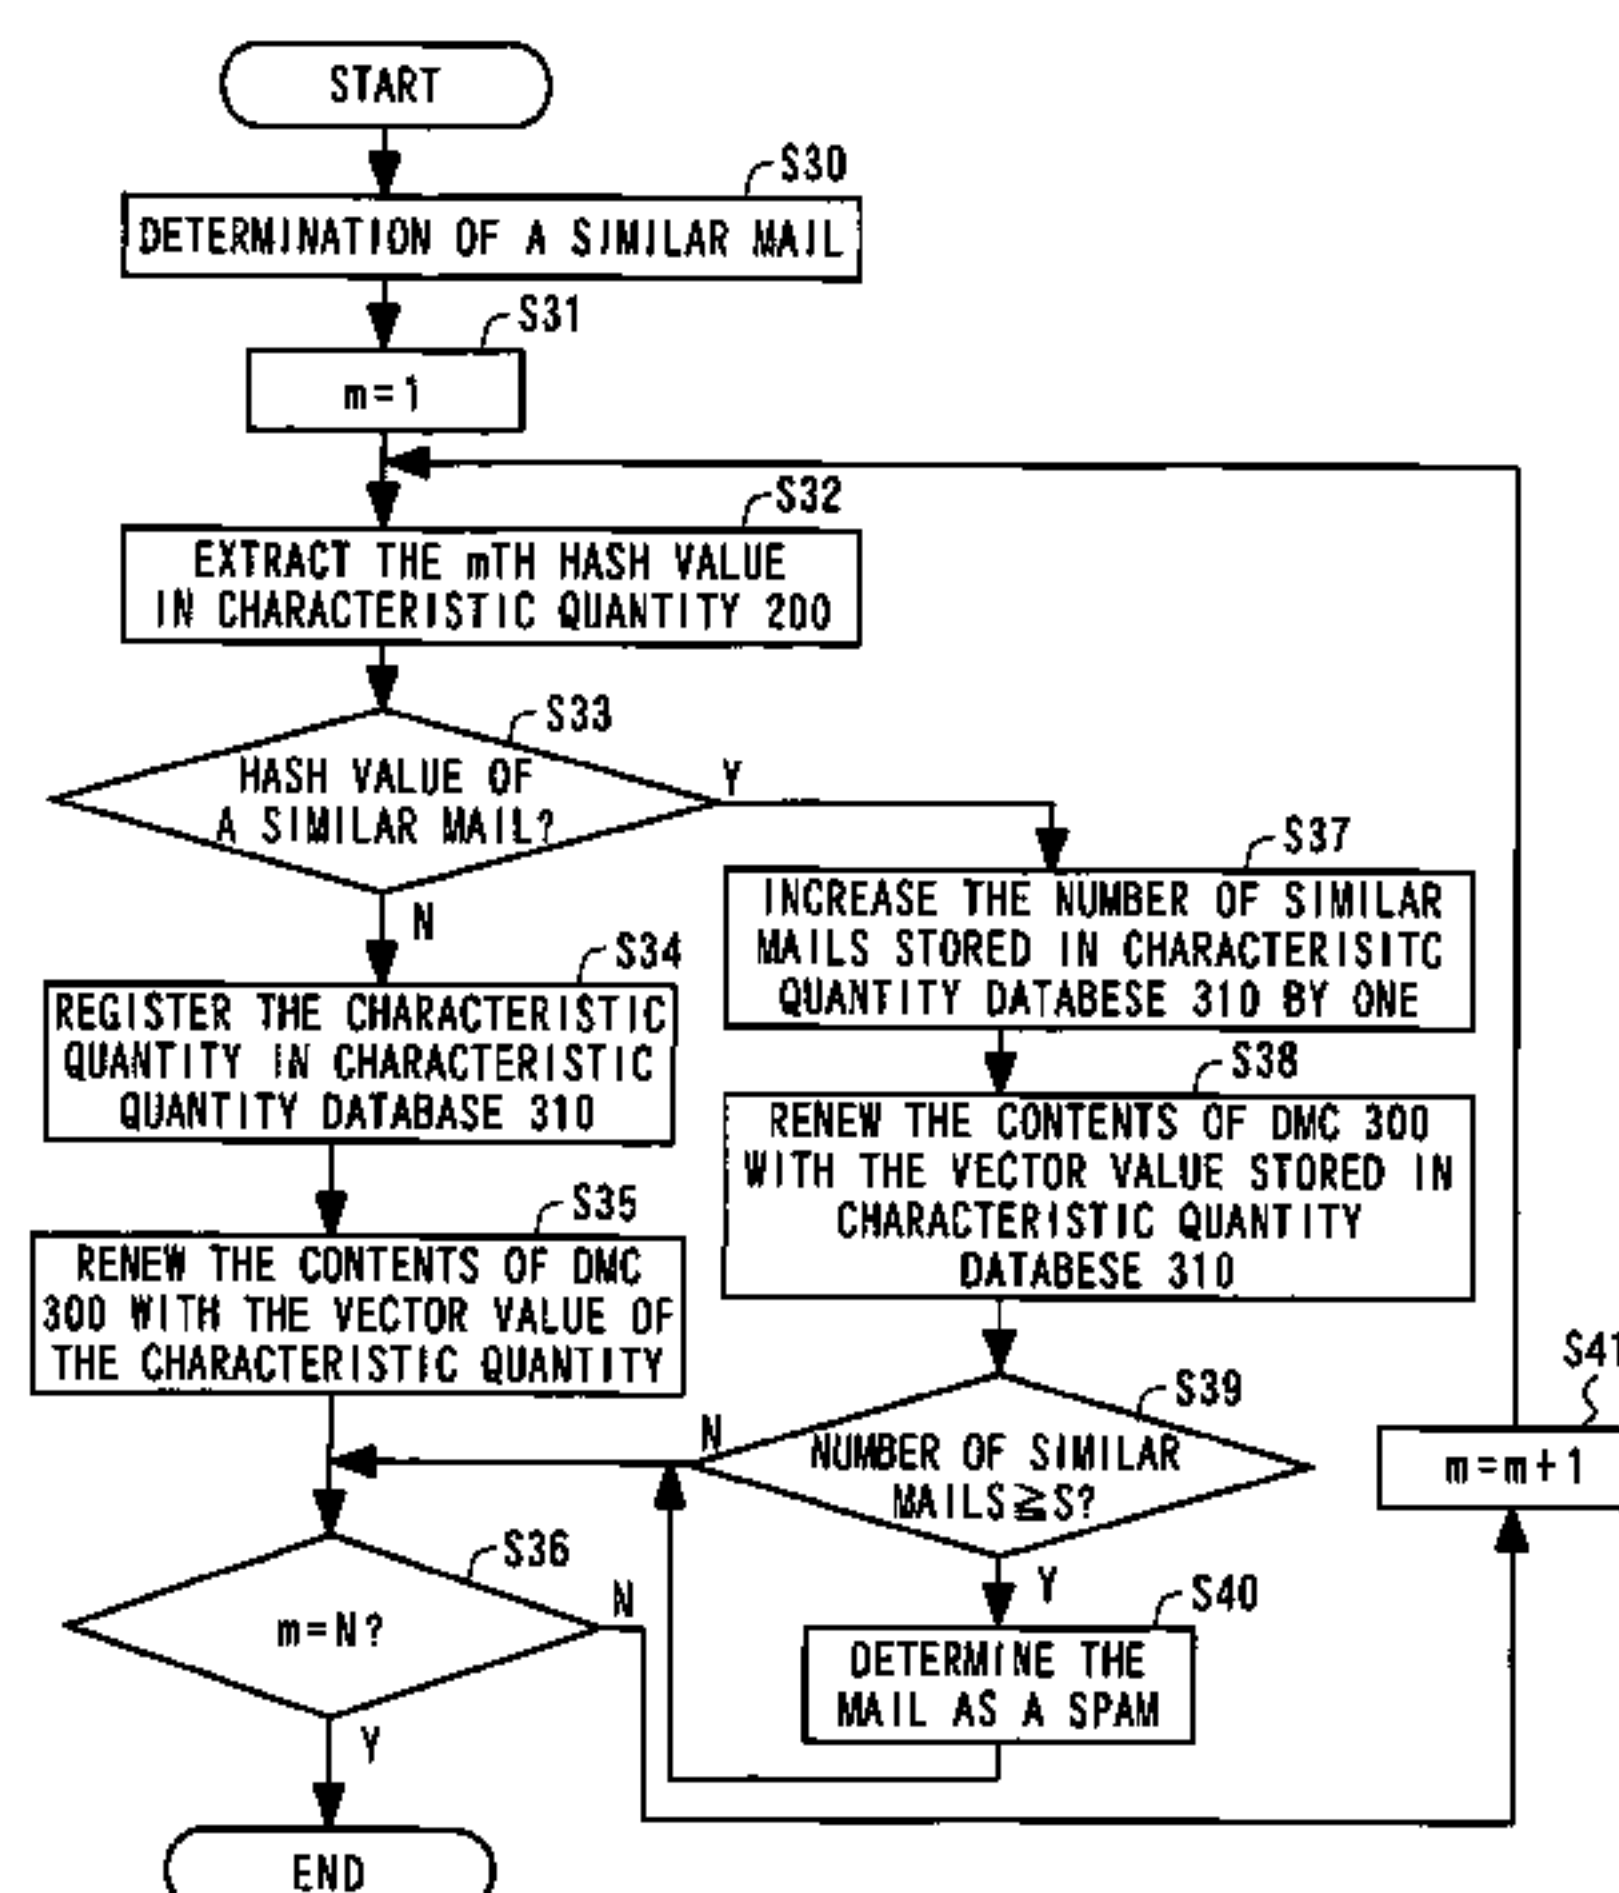 START
S30
DETERMINATION OF A SIMILAR MAIL
S31
m=1
S32
EXTRACT THE mTH HASH VALUE
IN CHARACTERISTIC QUANTITY 200
S33
HASH VALUE OF
A SIMILAR MAIL?
Y
N
S34
REGISTER THE CHARACTERISTIC
QUANTITY IN CHARACTERISTIC
QUANTITY DATABASE 310
S35
RENEW THE CONTENTS OF DMC
300 WITH THE VECTOR VALUE OF
THE CHARACTERISTIC QUANTITY
S36
m=N?
N
Y
END
S37
INCREASE THE NUMBER OF SIMILAR
MAILS STORED IN CHARACTERISITC
QUANTITY DATABESE 310 BY ONE
S38
RENEW THE CONTENTS OF DMC 300
WITH THE VECTOR VALUE STORED IN
CHARACTERISTIC QUANTITY
DATABESE 310
S39
NUMBER OF SIMILAR
MAILS≧S?
N
Y
S40
DETERMINE THE
MAIL AS A SPAM
S41
m=m+1